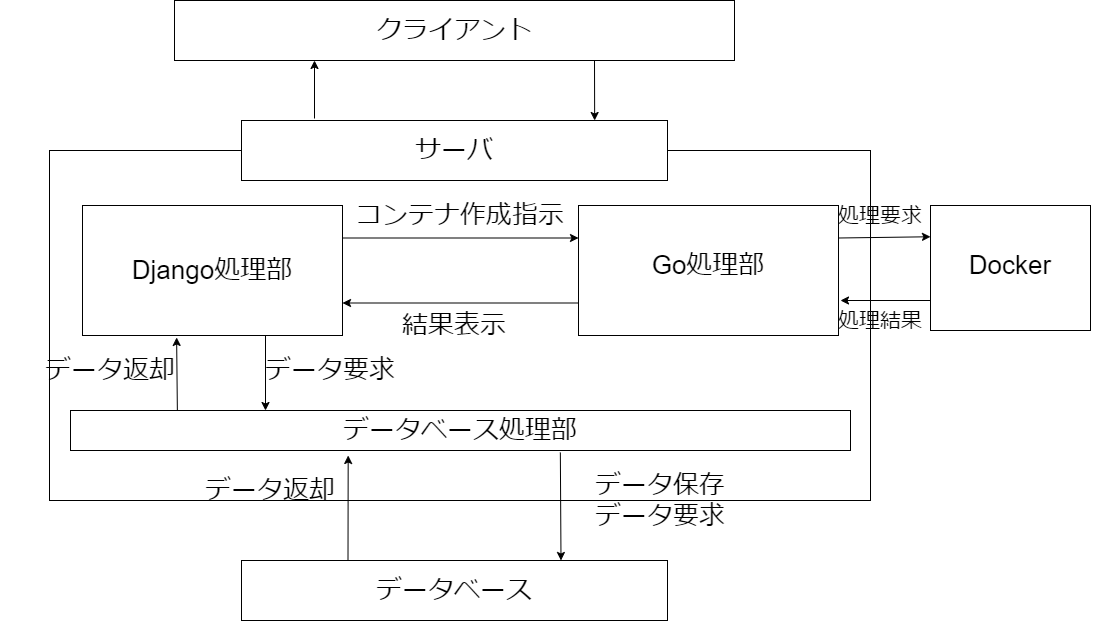 クライアント
サーバ
コンテナ作成指示
処理要求
Django処理部
Go処理部
Docker
結果表示
処理結果
データ返却
データ要求
データベース処理部
データ返却
データ保存
データ要求
データベース